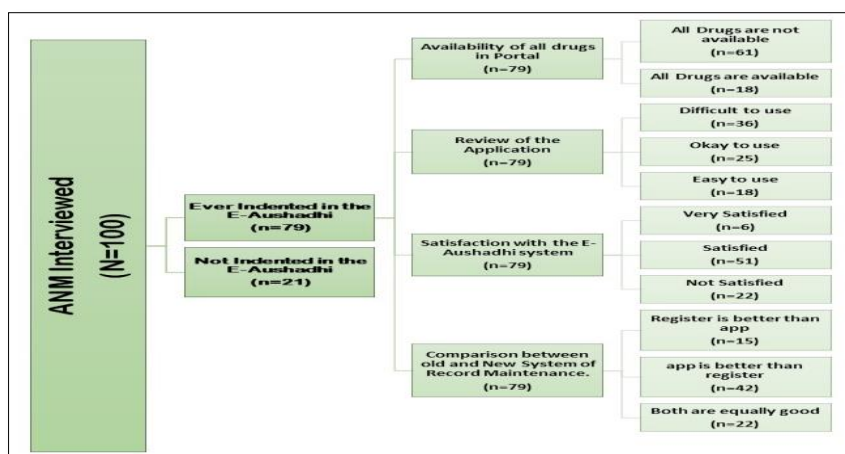 ANM Interviewed
(N=100)
Ever Indented in the
E-Aushadhi
(n=79)
Not Indented in the
E-Aushadhi
(n=21)
Availability of all drugs
in Portal
(n=79)
All Drugs are not
available
(n=61)
All Drugs are available
(n=18)
Review of the
Application
(n=79)
Difficult to use
(n=36)
Okay to use
(n=25)
Easy to use
(n=18)
Satisfaction with the E-
Aushadhi system
(n=79)
Very Satisfied
(n=6)
Satisfied
(n=51)
Not Satisfied
(n=22)
Comparison between
old and New System of
Record Maintenance.
(n=79)
Register is better than
app
(n=15)
app is better than
register
(n=42)
Both are equally good
(n=22)